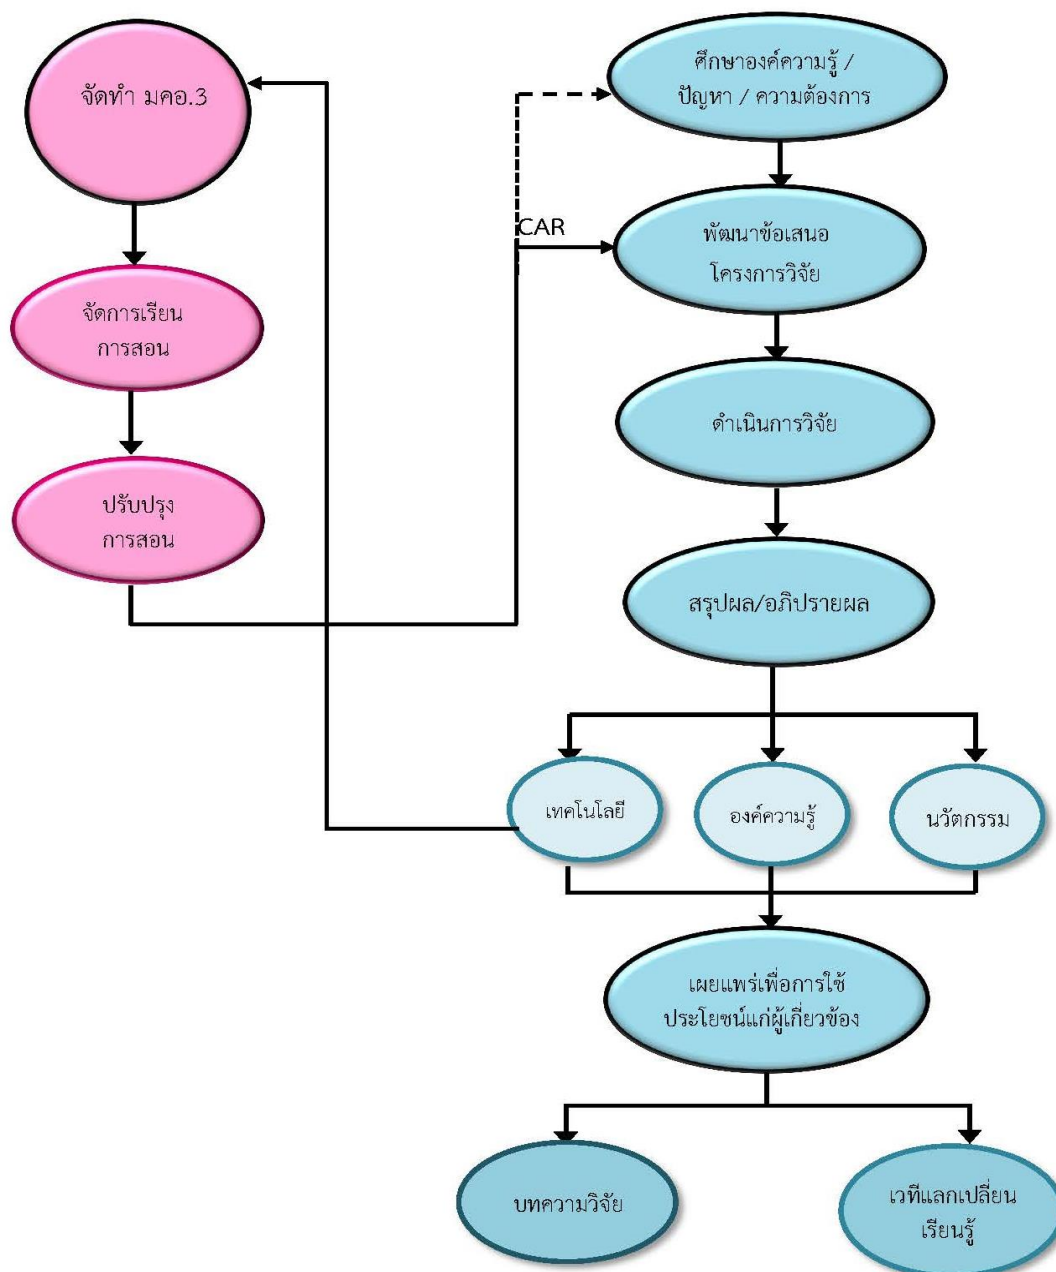 จัดทำ มคอ.3
จัดการเรียน
การสอน
ปรับปรุง
การสอน
CAR
ศึกษาองค์ความรู้ /
ปัญหา / ความต้องการ
พัฒนาข้อเสนอ
โครงการวิจัย
ดำเนินการวิจัย
สรุปผล/อภิปรายผล
เทคโนโลยี
องค์ความรู้
นวัตกรรม
เผยแพร่เพื่อการใช้
ประโยชน์แก่ผู้เกี่ยวข้อง
บทความวิจัย
เวทีแลกเปลี่ยน
เรียนรู้